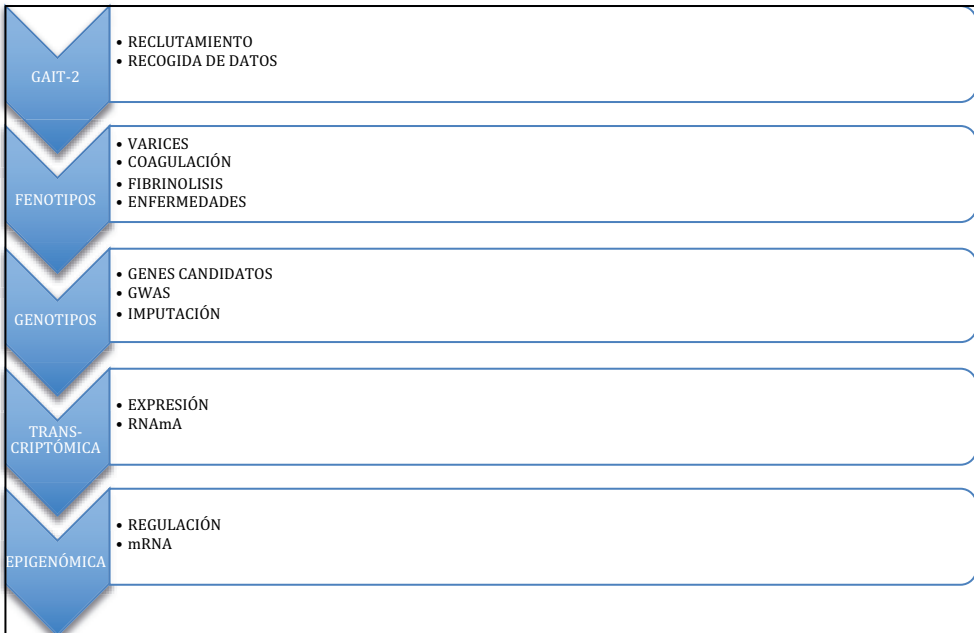 GAIT-2
• RECLUTAMIENTO
• RECOGIDA DE DATOS
FENOTIPOS
• VARICES
• COAGULACIÓN
• FIBRINOLISIS
• ENFERMEDADES
GENOTIPOS
• GENES CANDIDATOS
• GWAS
• IMPUTACIÓN
TRANS-
CRIPTÓMICA
• EXPRESIÓN
• RNAmA
EPIGENÓMICA
• REGULACIÓN
• mRNA